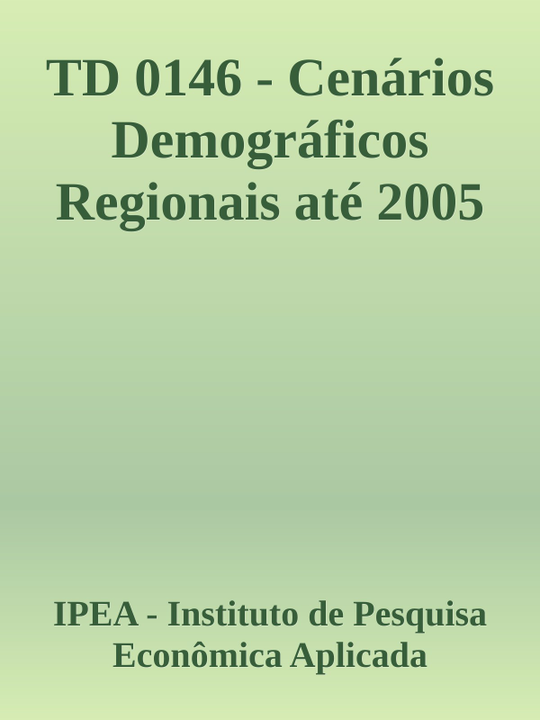 TD 0146 - Cenários
Demográficos
Regionais até 2005
IPEA - Instituto de Pesquisa
Econômica Aplicada